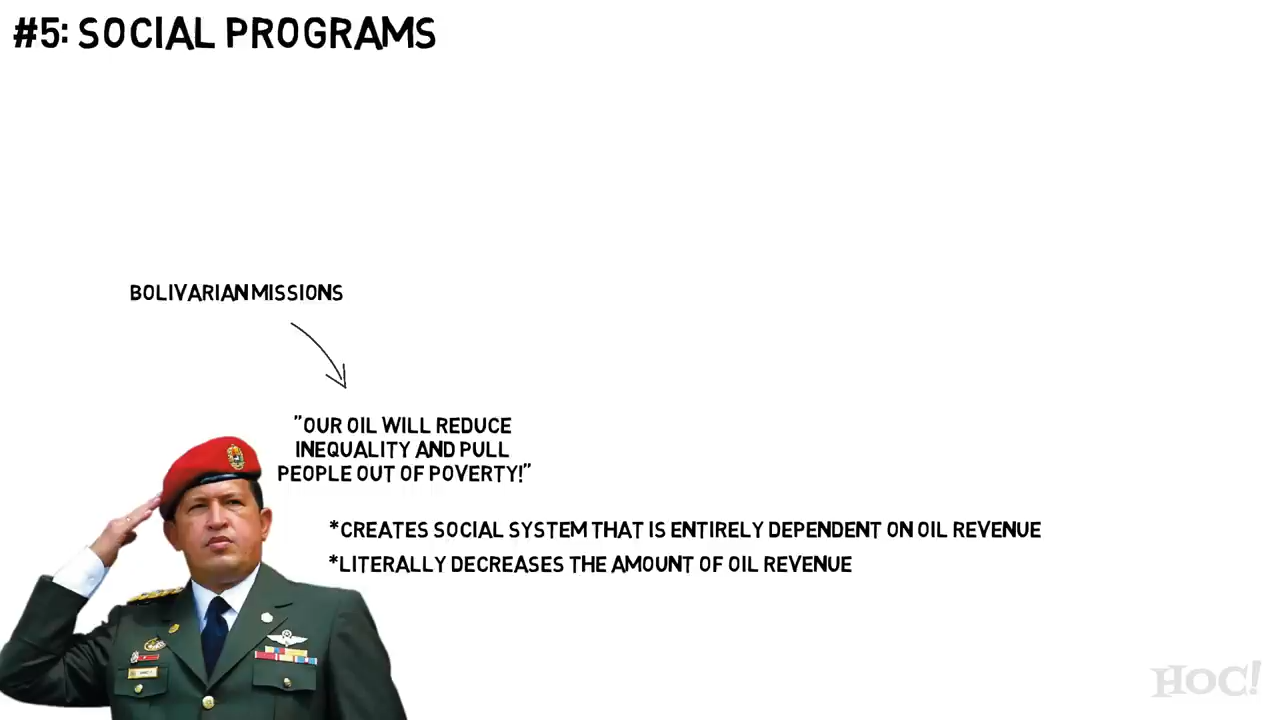 #5: SOCIAL PROGRAMS
BOLIVARIAN MISSIONS
"OUR OIL WILL REDUCE
INEQUALITY AND PULL
PEOPLE OUT OF POVERTY!"
*CREATES SOCIAL SYSTEM THAT IS ENTIRELY DEPENDENT ON OIL REVENUE
*LITERALLY DECREASES THE AMOUNT OF OIL REVENUE
HOC!